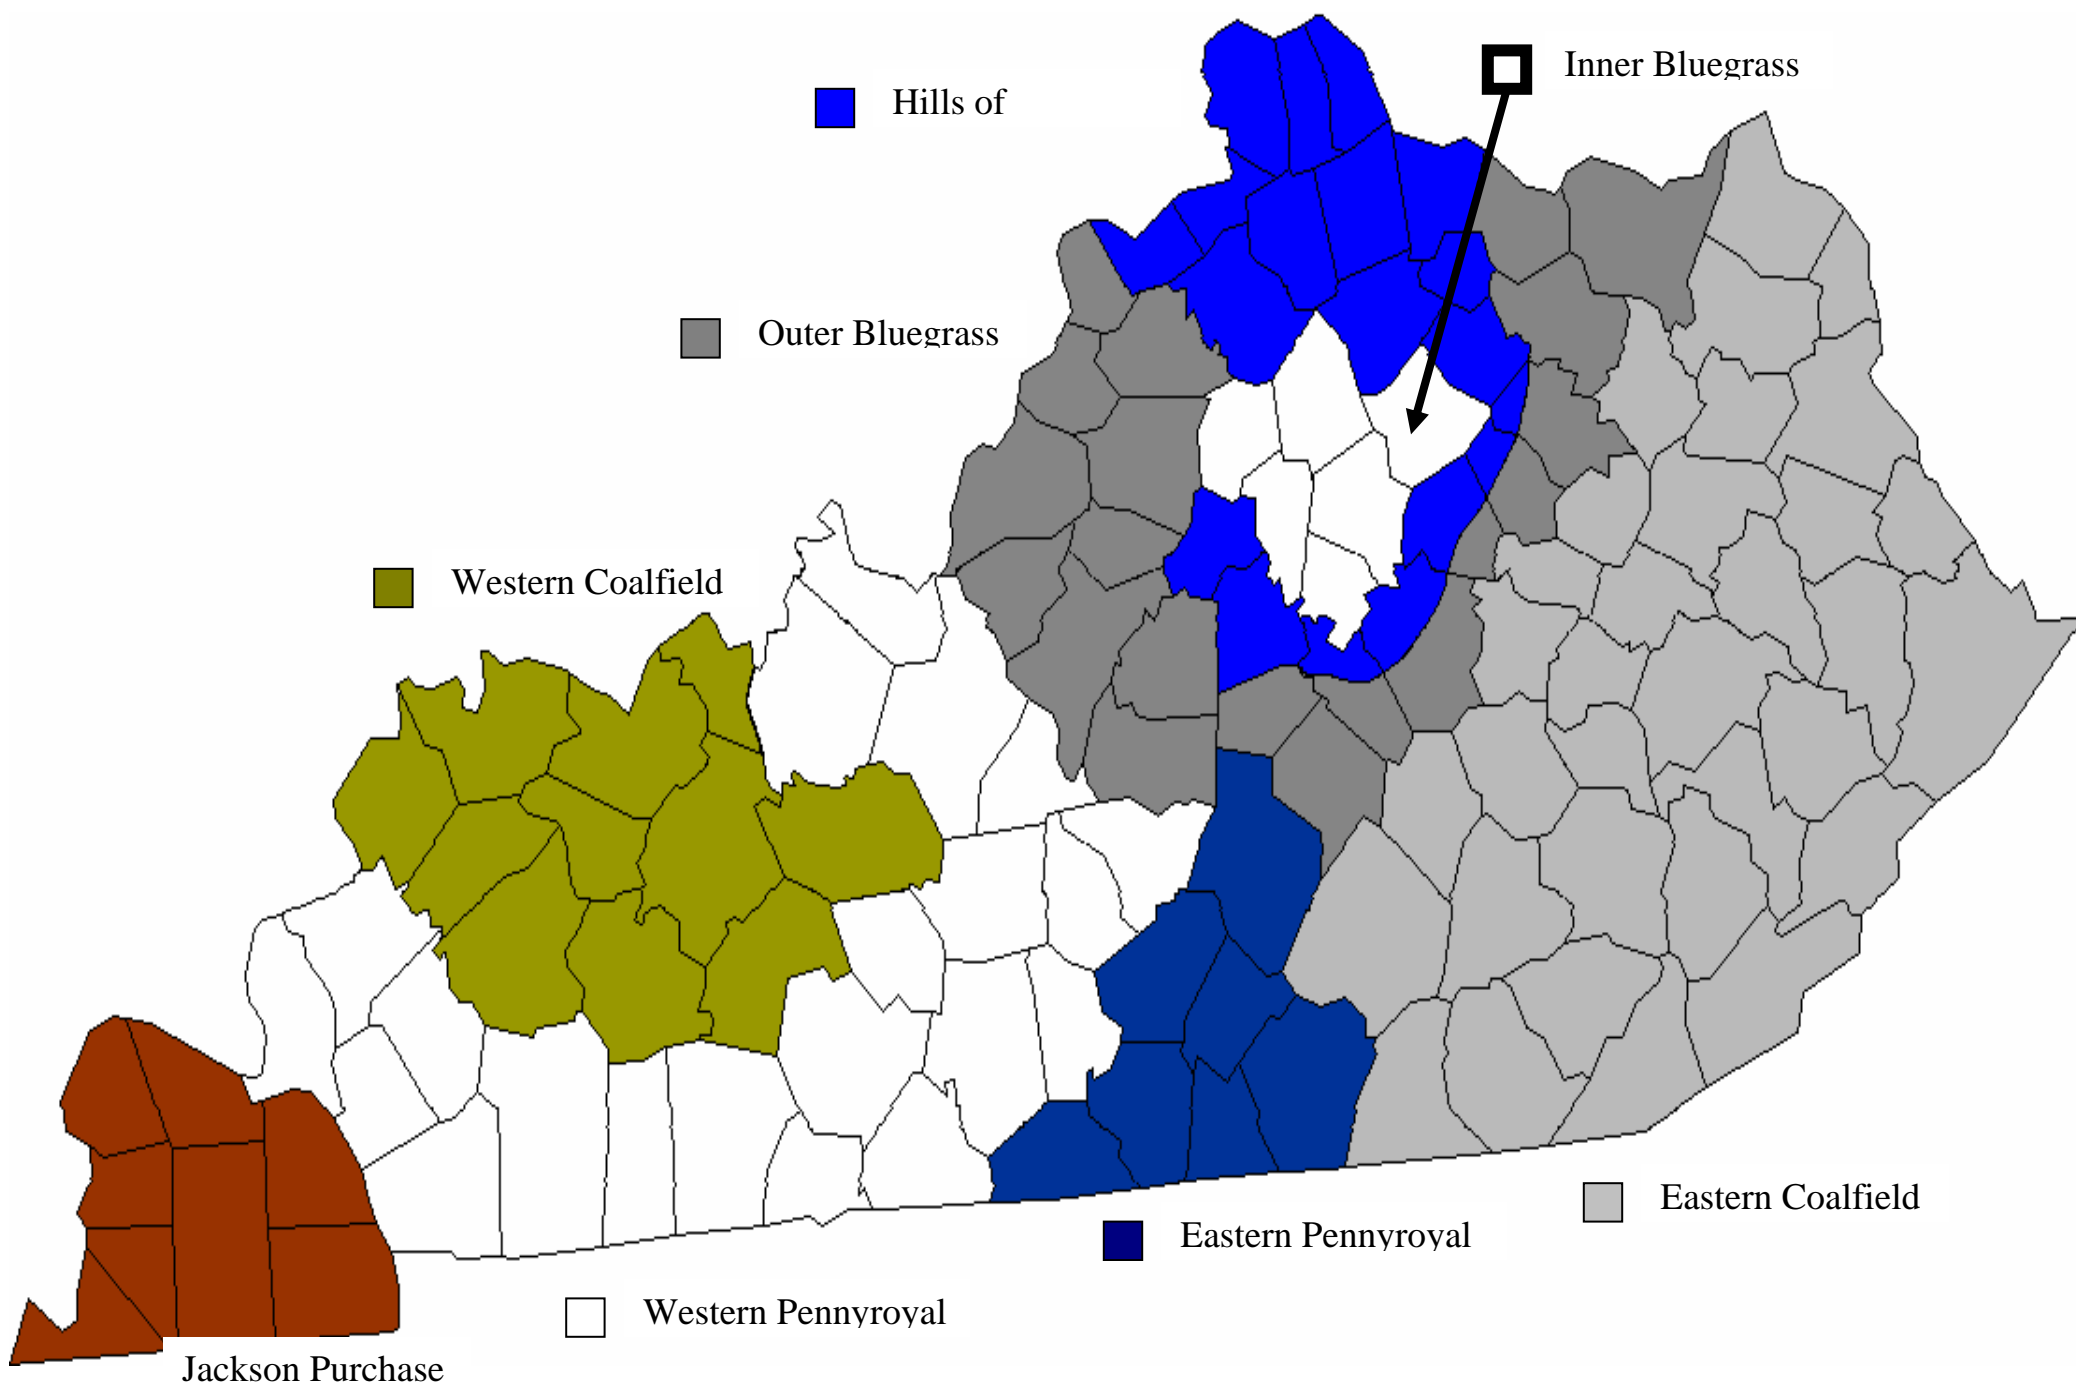 Inner Bluegrass
Hills of
Outer Bluegrass
Western Coalfield
Eastern Coalfield
Eastern Pennyroyal
Western Pennyroyal
Jackson Purchase